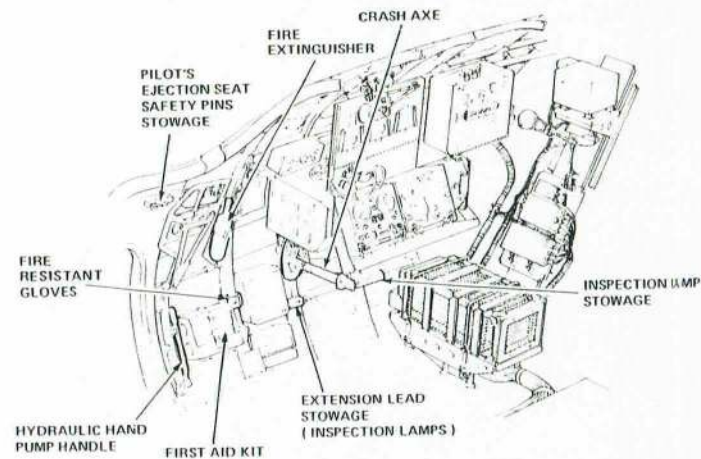 CRASH AXE
FIRE
EXTINGUISHER
PILOT'S
EJECTION SEAT
SAFETY PINS
STOWAGE
FIRE
RESISTANT
GLOVES
INSPECTION LAMP
STOWAGE
EXTENSION LEAD
STOWAGE
( INSPECTION LAMPS )
HYDRAULIC HAND
PUMP HANDLE
FIRST AID KIT